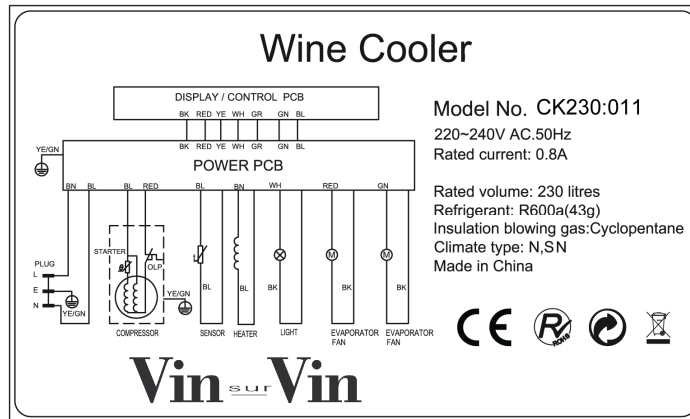 Wine Cooler
DISPLAY / CONTROL PCB
BK RED YE WH GR GN BL
BK RED YE WH GR GN BL
YE/GN
POWER PCB
BN BL BL RED BL BN WH RED GN
STARTER
OLP
PLUG
L
E
N
YE/GN
YE/GN
M M
BL BL BK BK BK
COMPRESSOR SENSOR HEATER LIGHT EVAPORATOR FAN EVAPORATOR FAN
Model No. CK230:011
220~240V AC.50Hz
Rated current: 0.8A
Rated volume: 230 litres
Refrigerant: R600a(43g)
Insulation blowing gas:Cyclopentane
Climate type: N,SN
Made in China
CE
R
ROHS
Vin sur Vin